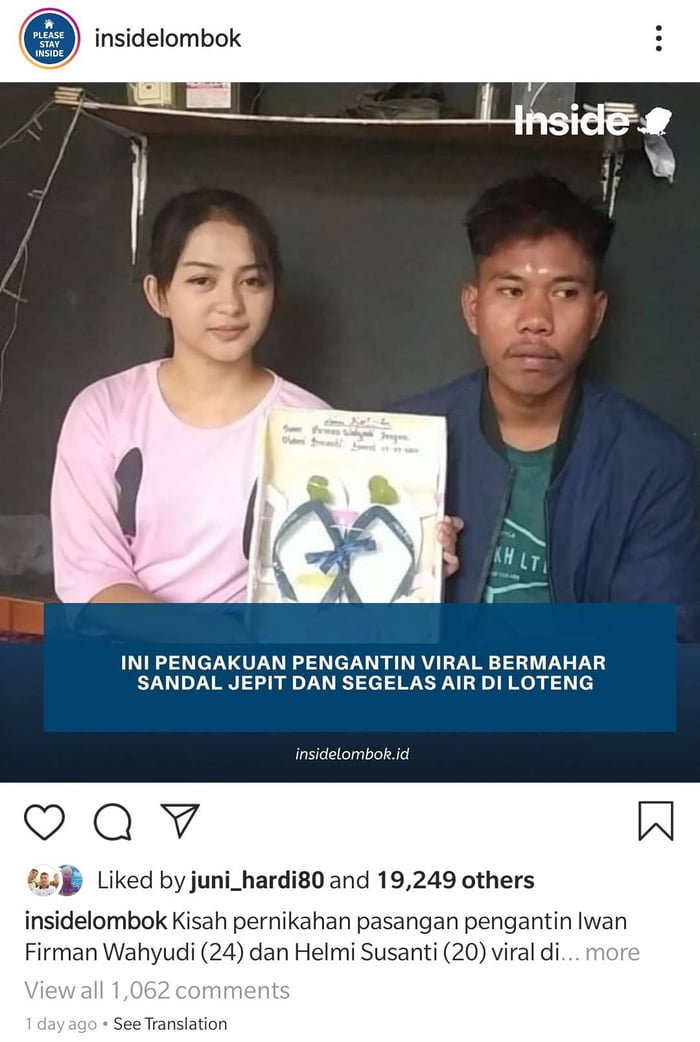 PLEASE
STAY
INSIDE
insidelombok
Inside
Iwan Firman Wahyudi Dengan
Helmi Susanti
KH LT
INI PENGAKUAN PENGANTIN VIRAL BERMAHAR
SANDAL JEPIT DAN SEGELAS AIR DI LOTENG
insidelombok.id
Liked by juni_hardi80 and 19,249 others
insidelombok Kisah pernikahan pasangan pengantin Iwan
Firman Wahyudi (24) dan Helmi Susanti (20) viral di... more
View all 1,062 comments
1 day ago • See Translation